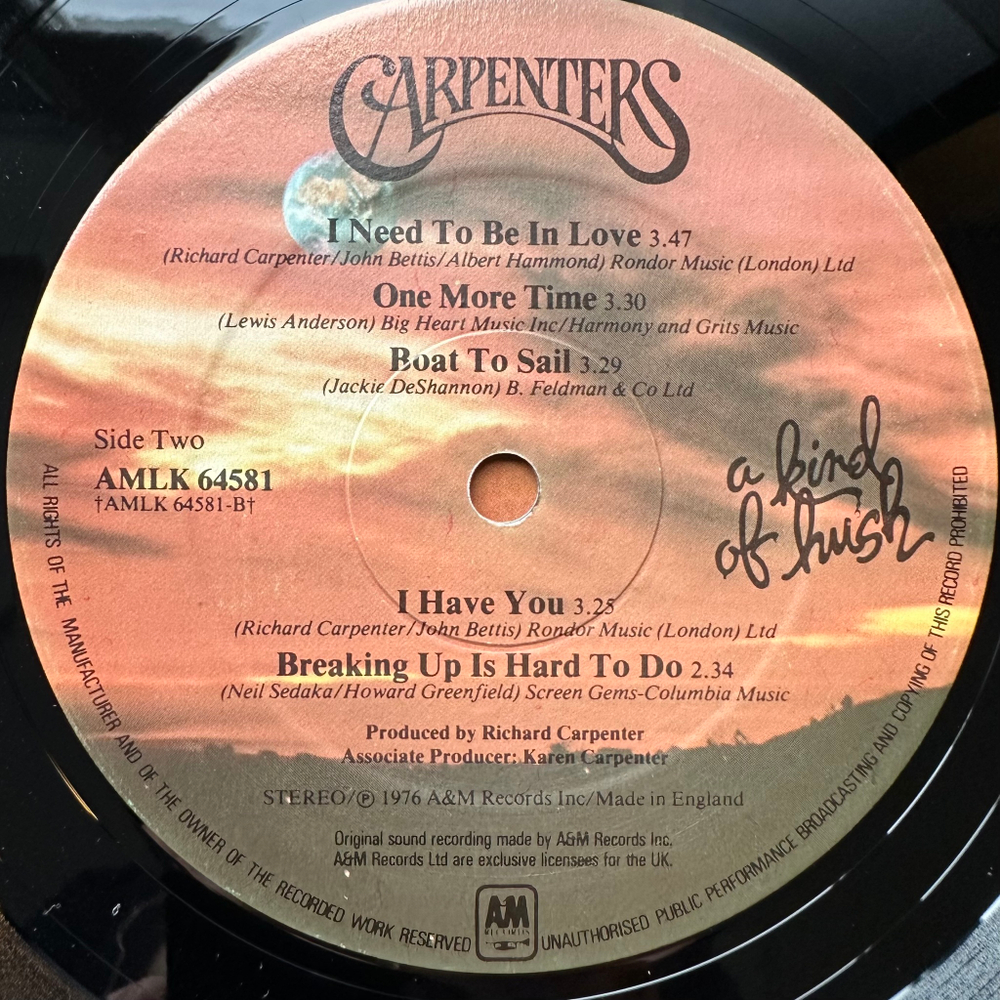 CARPENTERS
I Need To Be In Love 3.47
(Richard Carpenter/John Bettis/Albert Hammond) Rondor Music (London) Ltd
One More Time 3.30
(Lewis Anderson) Big Heart Music Inc/Harmony and Grits Music
Boat To Sail 3.29
(Jackie DeShannon) B. Feldman & Co Ltd
Side Two
AMLK 64581
†AMLK 64581-B†
a kind
of hush
I Have You 3.25
(Richard Carpenter/John Bettis) Rondor Music (London) Ltd
Breaking Up Is Hard To Do 2.34
(Neil Sedaka/Howard Greenfield) Screen Gems-Columbia Music
Produced by Richard Carpenter
Associate Producer: Karen Carpenter
STEREO/℗ 1976 A&M Records Inc/Made in England
Original sound recording made by A&M Records Inc.
A&M Records Ltd are exclusive licensees for the UK.
A&M
RECORDS
ALL RIGHTS OF THE MANUFACTURER AND OF THE OWNER OF THE RECORDED WORK RESERVED
UNAUTHORISED PUBLIC PERFORMANCE BROADCASTING AND COPYING OF THIS RECORD PROHIBITED